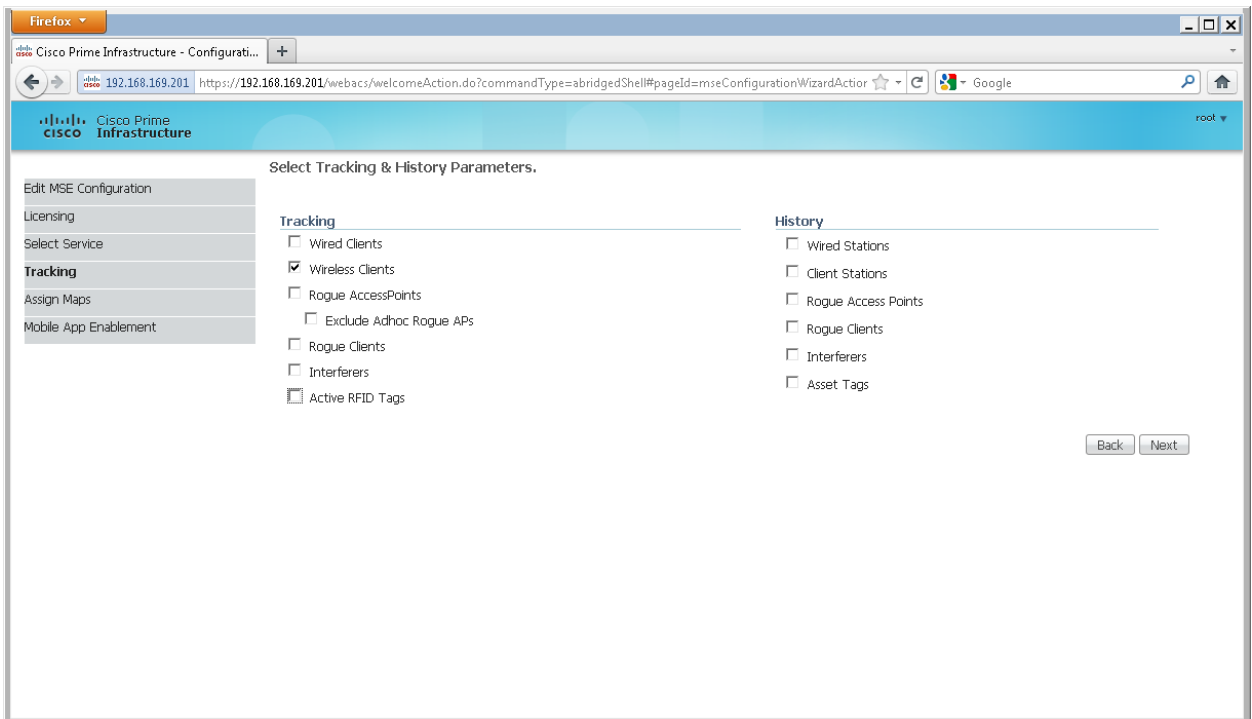 Firefox
Cisco Prime Infrastructure - Configurati...
192.168.169.201 https://192.168.169.201/webacs/welcomeAction.do?commandType=abridgedShell#pageId=mseConfigurationWizardAction
Google
cisco Cisco Prime Infrastructure
root
Select Tracking & History Parameters.
Edit MSE Configuration
Licensing
Select Service
Tracking
Assign Maps
Mobile App Enablement
Tracking
Wired Clients
Wireless Clients
Rogue AccessPoints
Exclude Adhoc Rogue APs
Rogue Clients
Interferers
Active RFID Tags
History
Wired Stations
Client Stations
Rogue Access Points
Rogue Clients
Interferers
Asset Tags
Back
Next